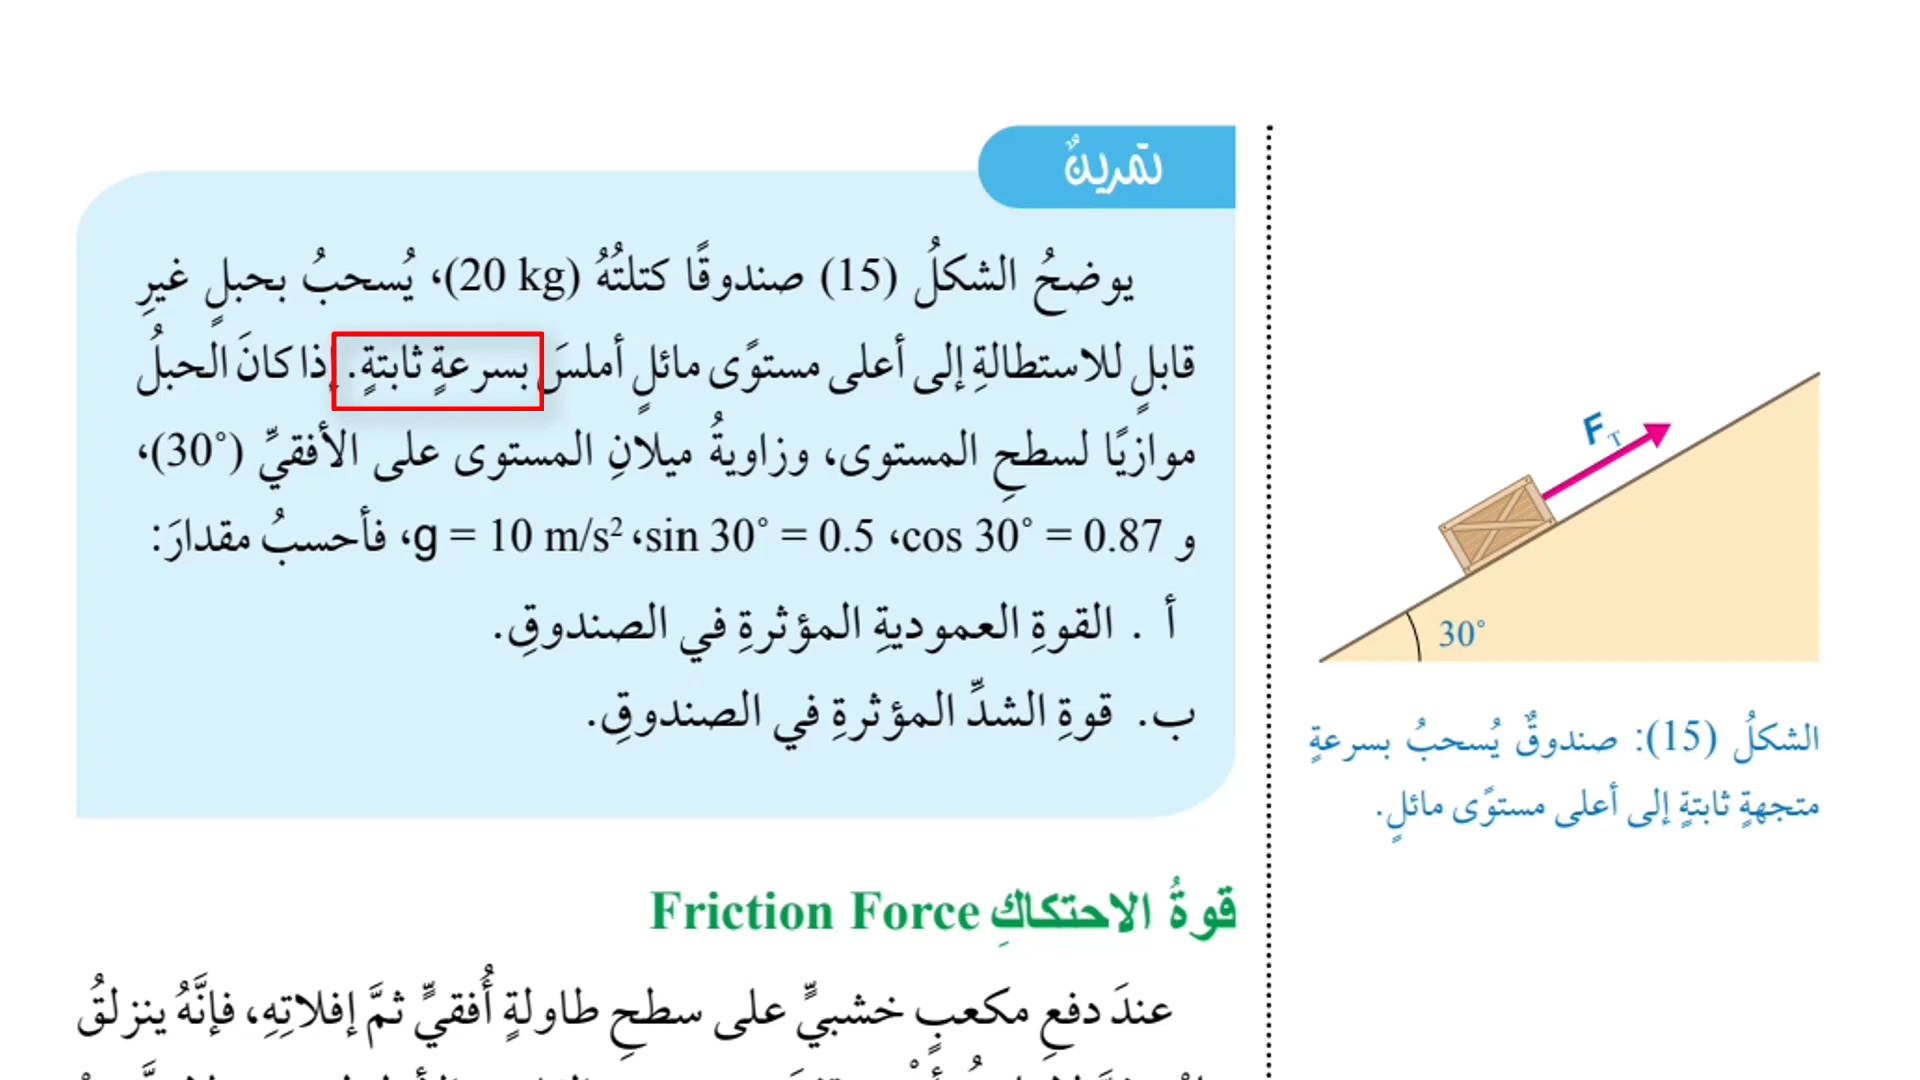 تمرينٌ
يوضحُ الشكلُ (15) صندوقًا كتلتُهُ (20 kg)، يُسحبُ بحبلٍ غيرِ
قابلٍ للاستطالةِ إلى أعلى مستوًى مائلٍ أملسَ بسرعةٍ ثابتةٍ. إذا كانَ الحبلُ
موازيًا لسطحِ المستوى، وزاويةُ ميلانِ المستوى على الأفقيِّ (30˚)،
و cos 30˚ = 0.87، sin 30˚ = 0.5، g = 10 m/s²، فأحسبُ مقدارَ:
أ . القوةِ العموديةِ المؤثرةِ في الصندوقِ.
ب. قوةِ الشدِّ المؤثرةِ في الصندوقِ.
F_T
30˚
الشكلُ (15): صندوقٌ يُسحبُ بسرعةٍ
متجهةٍ ثابتةٍ إلى أعلى مستوًى مائلٍ.
قوةُ الاحتكاكِ Friction Force
عندَ دفعِ مكعبٍ خشبيٍّ على سطحِ طاولةٍ أُفقيٍّ ثمَّ إفلاتِهِ، فإنَّهُ ينزلقُ